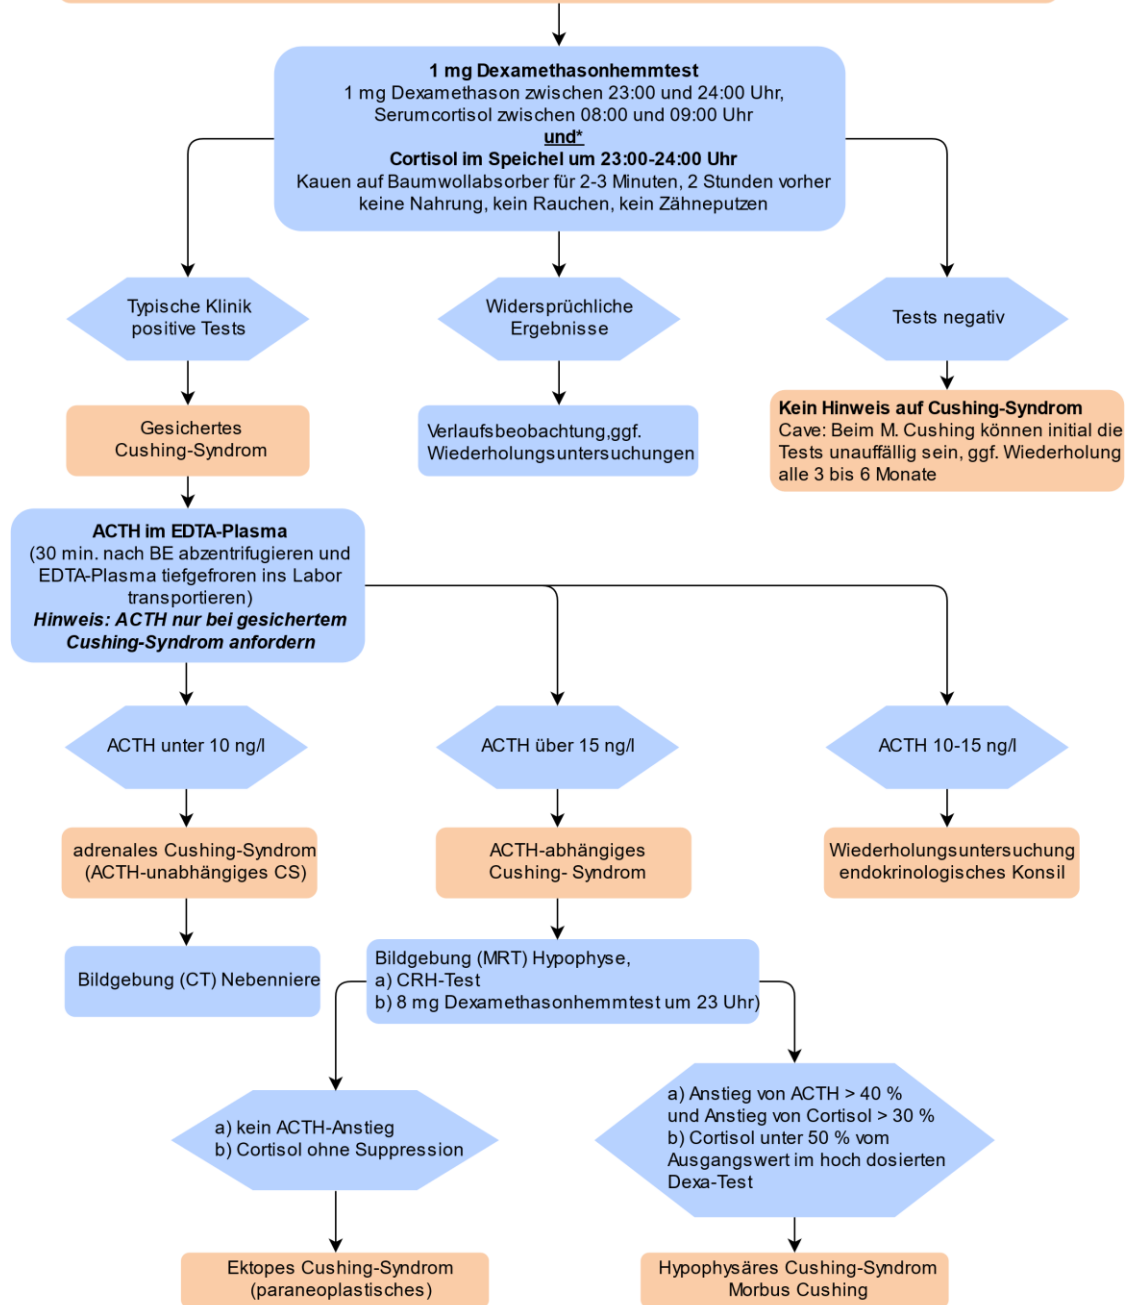 1 mg Dexamethasonhemmtest
1 mg Dexamethason zwischen 23:00 und 24:00 Uhr,
Serumcortisol zwischen 08:00 und 09:00 Uhr
und*
Cortisol im Speichel um 23:00-24:00 Uhr
Kauen auf Baumwollabsorber für 2-3 Minuten, 2 Stunden vorher
keine Nahrung, kein Rauchen, kein Zähneputzen
Typische Klinik
positive Tests
Widersprüchliche
Ergebnisse
Tests negativ
Gesichertes
Cushing-Syndrom
Verlaufsbeobachtung,ggf.
Wiederholungsuntersuchungen
Kein Hinweis auf Cushing-Syndrom
Cave: Beim M. Cushing können initial die
Tests unauffällig sein, ggf. Wiederholung
alle 3 bis 6 Monate
ACTH im EDTA-Plasma
(30 min. nach BE abzentrifugieren und
EDTA-Plasma tiefgefroren ins Labor
transportieren)
Hinweis: ACTH nur bei gesichertem
Cushing-Syndrom anfordern
ACTH unter 10 ng/l
ACTH über 15 ng/l
ACTH 10-15 ng/l
adrenales Cushing-Syndrom
(ACTH-unabhängiges CS)
ACTH-abhängiges
Cushing- Syndrom
Wiederholungsuntersuchung
endokrinologisches Konsil
Bildgebung (CT) Nebenniere
Bildgebung (MRT) Hypophyse,
a) CRH-Test
b) 8 mg Dexamethasonhemmtest um 23 Uhr)
a) kein ACTH-Anstieg
b) Cortisol ohne Suppression
a) Anstieg von ACTH > 40 %
und Anstieg von Cortisol > 30 %
b) Cortisol unter 50 % vom
Ausgangswert im hoch dosierten
Dexa-Test
Ektopes Cushing-Syndrom
(paraneoplastisches)
Hypophysäres Cushing-Syndrom
Morbus Cushing